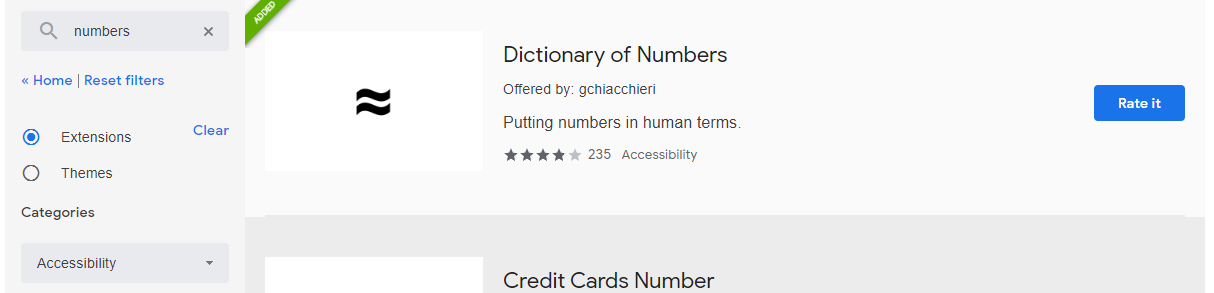 numbers
« Home | Reset filters
Extensions
Clear
Themes
Categories
Accessibility
ADDED
≈
Dictionary of Numbers
Offered by: gchiacchieri
Putting numbers in human terms.
235 Accessibility
Rate it
Credit Cards Number